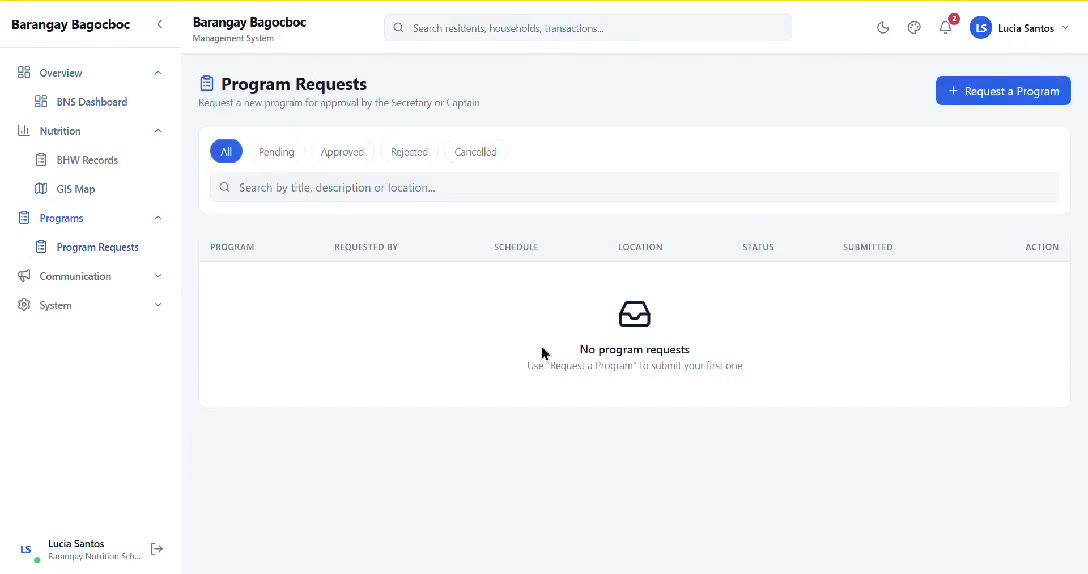 Barangay Bagocboc
Barangay Bagocboc
Management System
Search residents, households, transactions...
2
LS
Lucia Santos
Overview
BNS Dashboard
Nutrition
BHW Records
GIS Map
Programs
Program Requests
Communication
System
Program Requests
Request a new program for approval by the Secretary or Captain
+ Request a Program
All
Pending
Approved
Rejected
Cancelled
Search by title, description or location...
PROGRAM REQUESTED BY SCHEDULE LOCATION STATUS SUBMITTED ACTION
No program requests
Use "Request a Program" to submit your first one
LS
Lucia Santos
Barangay Nutrition Sch...